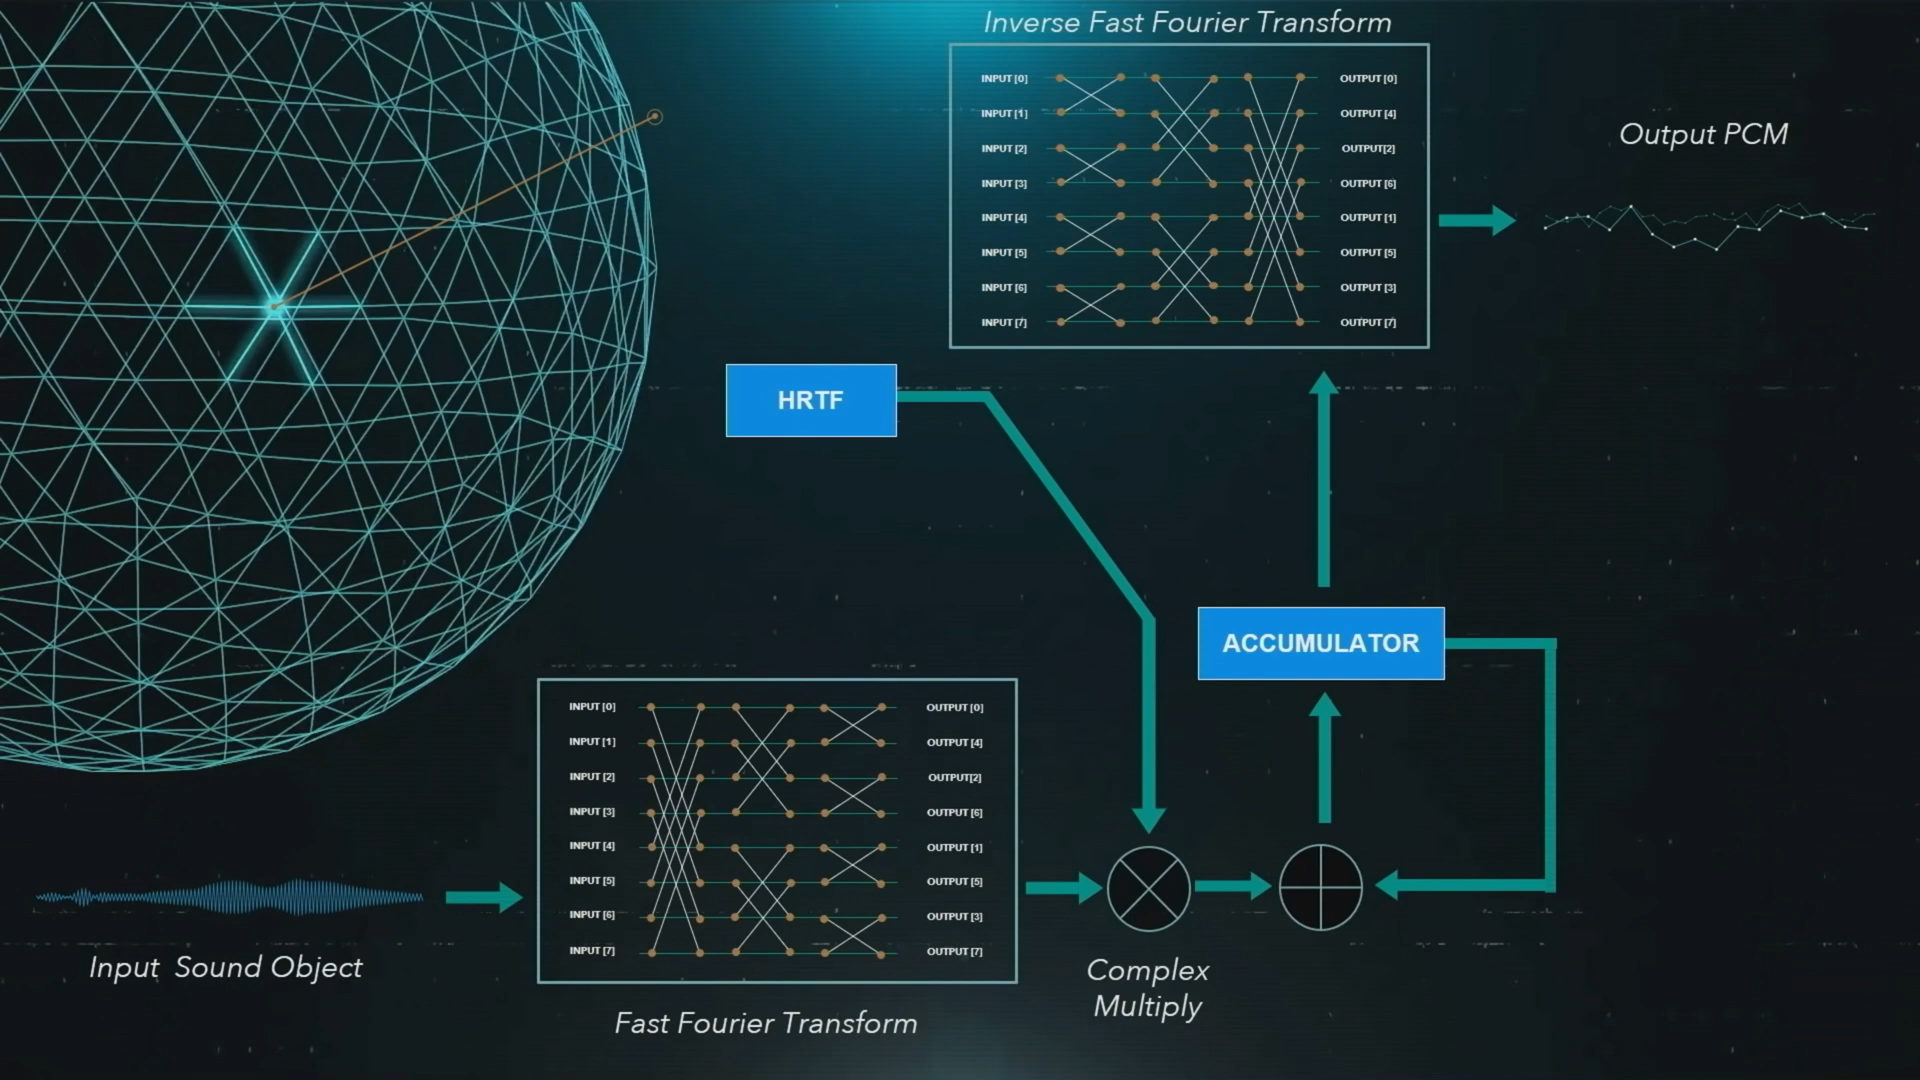 Inverse Fast Fourier Transform
INPUT [0] OUTPUT [0]
INPUT [1] OUTPUT [4]
INPUT [2] OUTPUT[2]
INPUT [3] OUTPUT [6]
INPUT [4] OUTPUT [1]
INPUT [5] OUTPUT [5]
INPUT [6] OUTPUT [3]
INPUT [7] OUTPUT [7]
Output PCM
HRTF
ACCUMULATOR
INPUT [0] OUTPUT [0]
INPUT [1] OUTPUT [4]
INPUT [2] OUTPUT[2]
INPUT [3] OUTPUT [6]
INPUT [4] OUTPUT [1]
INPUT [5] OUTPUT [5]
INPUT [6] OUTPUT [3]
INPUT [7] OUTPUT [7]
Input Sound Object
Fast Fourier Transform
Complex
Multiply